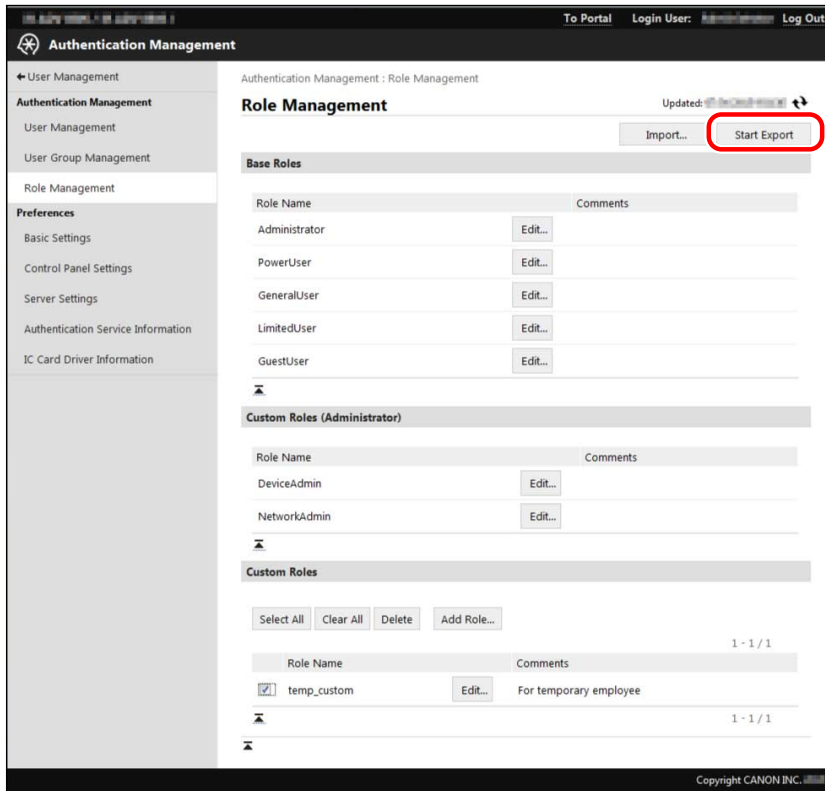 To Portal Login User: Log Out
Authentication Management
User Management
Authentication Management
User Management
User Group Management
Role Management
Preferences
Basic Settings
Control Panel Settings
Server Settings
Authentication Service Information
IC Card Driver Information
Authentication Management : Role Management
Role Management
Updated:
Import... Start Export
Base Roles
Role Name Comments
Administrator Edit...
PowerUser Edit...
GeneralUser Edit...
LimitedUser Edit...
GuestUser Edit...
Custom Roles (Administrator)
Role Name Comments
DeviceAdmin Edit...
NetworkAdmin Edit...
Custom Roles
Select All Clear All Delete Add Role...
1 - 1 / 1
Role Name Comments
temp_custom Edit... For temporary employee
1 - 1 / 1
Copyright CANON INC.